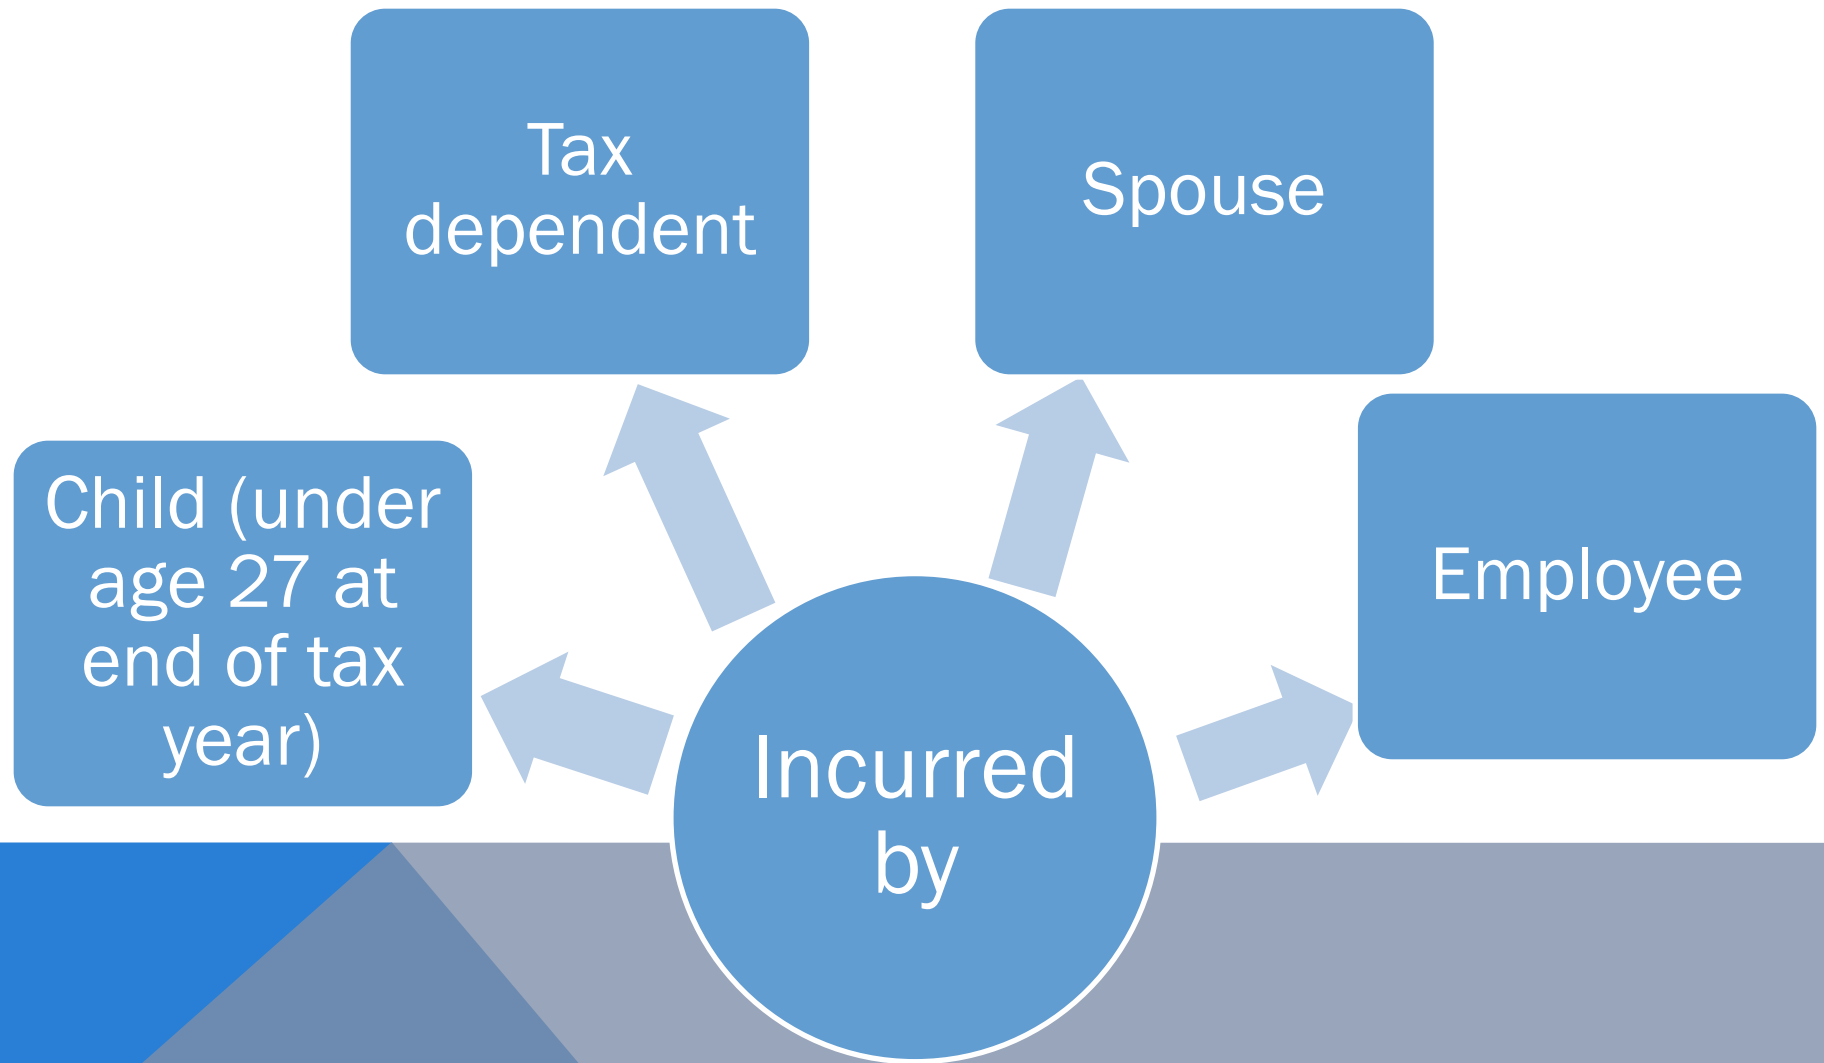 Tax
dependent
Spouse
Child (under
age 27 at
end of tax
year)
Employee
Incurred
by